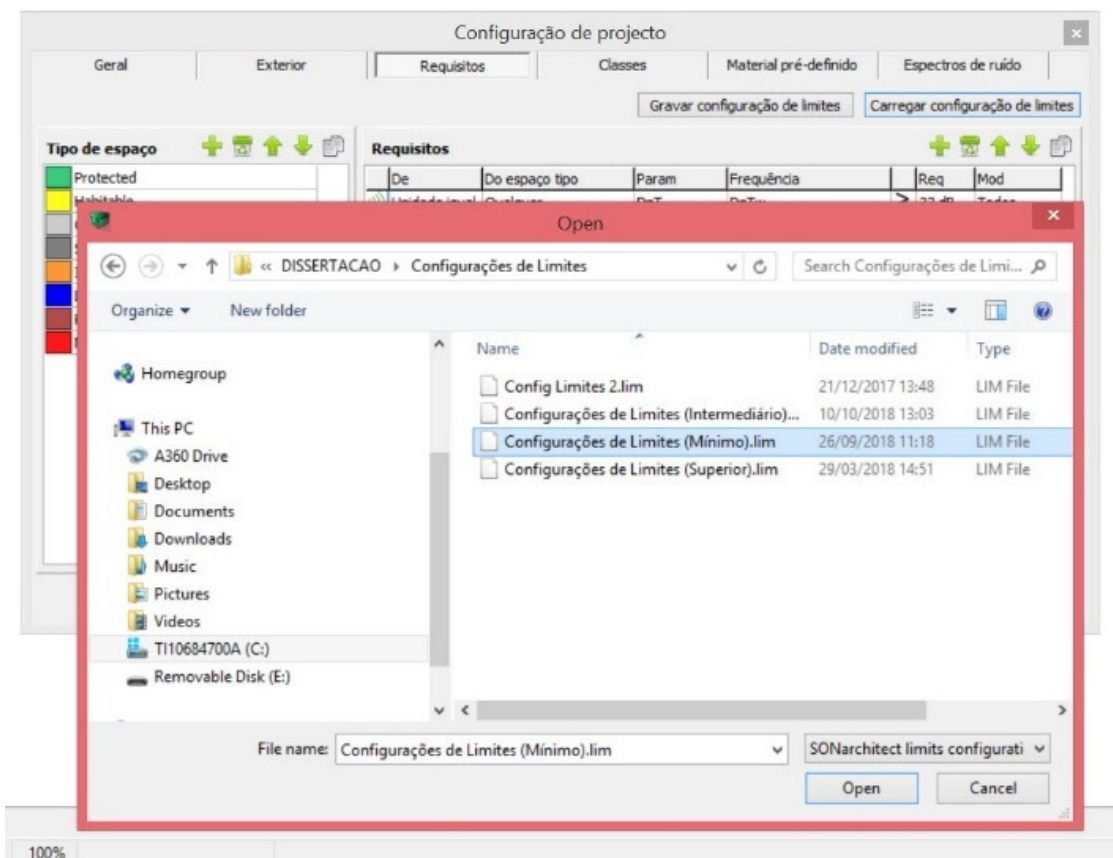 Configuração de projecto
Geral Exterior Requisitos Classes Material pré-definido Espectros de ruído
Gravar configuração de limites Carregar configuração de limites
Tipo de espaço Requisitos
De Do espaço tipo Param Frequência Req Mod
Protected
Habitable
Open
« DISSERTACAO Configurações de Limites Search Configurações de Limi...
Organize New folder
Name Date modified Type
Homegroup
Config Limites 2.lim 21/12/2017 13:48 LIM File
Configurações de Limites (Intermediário)... 10/10/2018 13:03 LIM File
This PC
Configurações de Limites (Mínimo).lim 26/09/2018 11:18 LIM File
A360 Drive
Configurações de Limites (Superior).lim 29/03/2018 14:51 LIM File
Desktop
Documents
Downloads
Music
Pictures
Videos
TI10684700A (C:)
Removable Disk (E:)
File name: Configurações de Limites (Mínimo).lim SONarchitect limits configurati
Open Cancel
100%